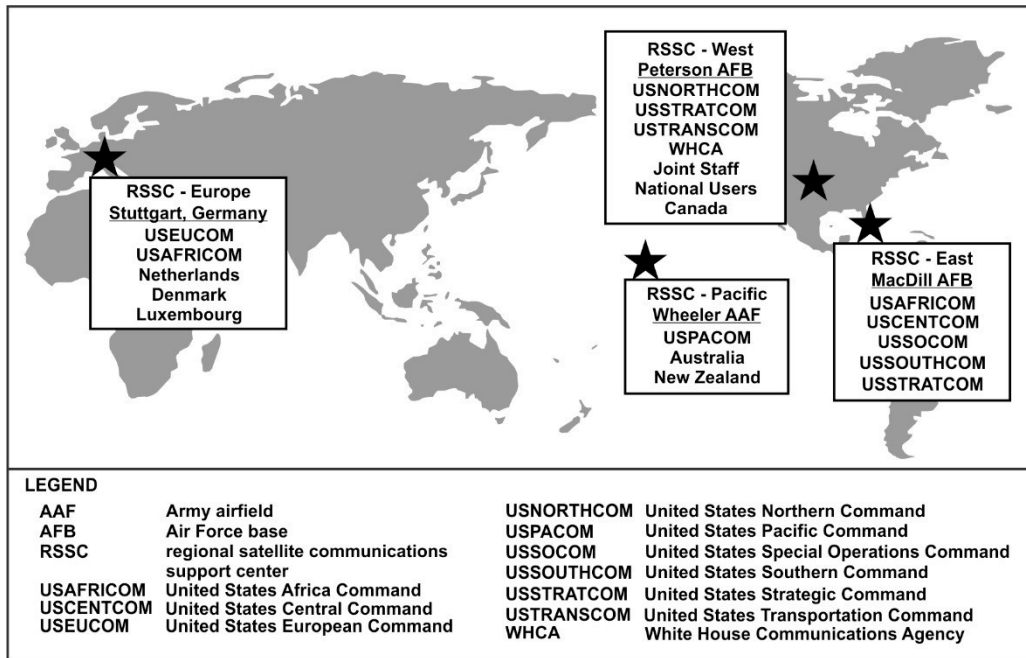 RSSC - West
Peterson AFB
USNORTHCOM
USSTRATCOM
USTRANSCOM
WHCA
Joint Staff
National Users
Canada
RSSC - Europe
Stuttgart, Germany
USEUCOM
USAFRICOM
Netherlands
Denmark
Luxembourg
RSSC - Pacific
Wheeler AAF
USPACOM
Australia
New Zealand
RSSC - East
MacDill AFB
USAFRICOM
USCENTCOM
USSOCOM
USSOUTHCOM
USSTRATCOM
LEGEND
AAF Army airfield
AFB Air Force base
RSSC regional satellite communications
support center
USAFRICOM United States Africa Command
USCENTCOM United States Central Command
USEUCOM United States European Command
USNORTHCOM United States Northern Command
USPACOM United States Pacific Command
USSOCOM United States Special Operations Command
USSOUTHCOM United States Southern Command
USSTRATCOM United States Strategic Command
USTRANSCOM United States Transportation Command
WHCA White House Communications Agency